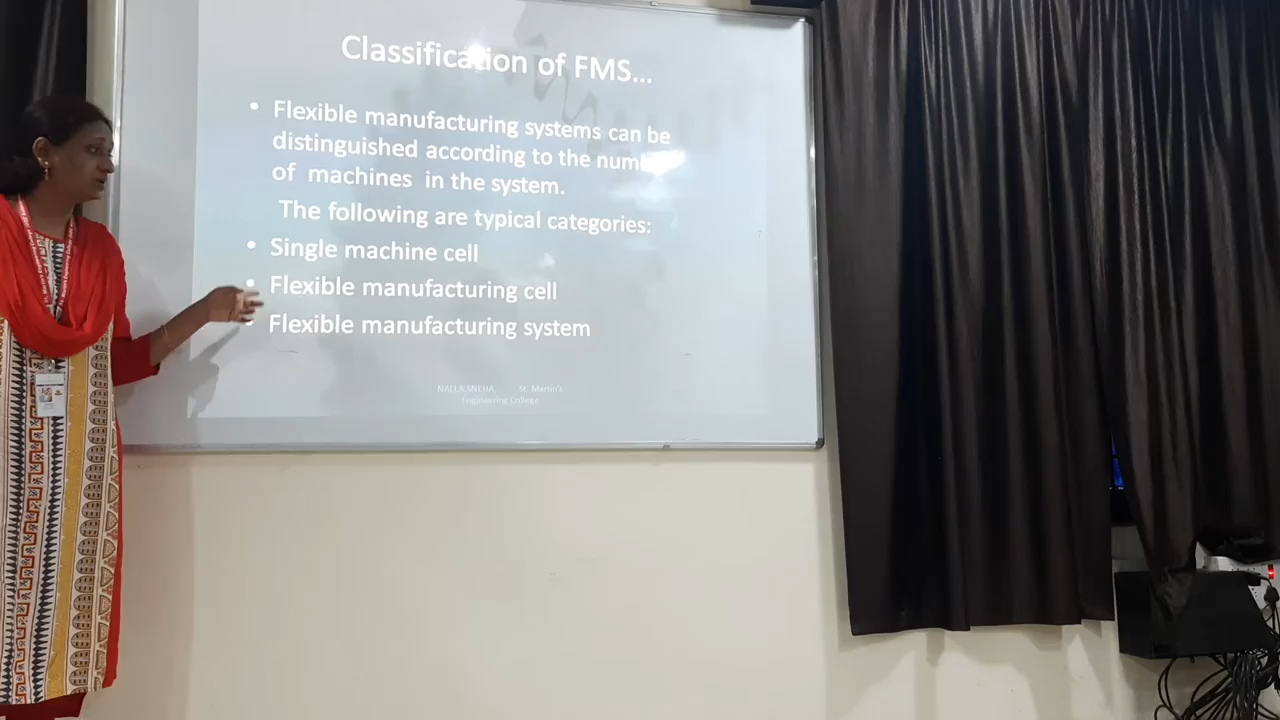 Classification of FMS...
• Flexible manufacturing systems can be
distinguished according to the
of machines in the system.
The following are typical categories:
• Single machine cell
• Flexible manufacturing cell
• Flexible manufacturing system
NALLA.SNEHA, St. Martin's
Engineering College